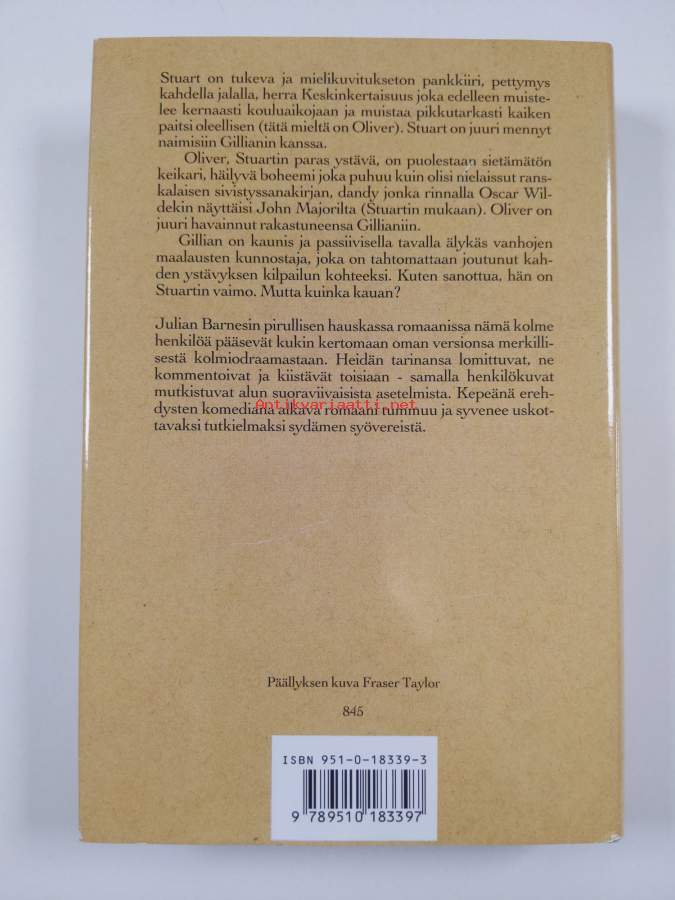 Stuart on tukeva ja mielikuvitukseton pankkiiri, pettymys
kahdella jalalla, herra Keskinkertaisuus joka edelleen muiste-
lee kernaasti kouluaikojaan ja muistaa pikkutarkasti kaiken
paitsi oleellisen (tätä mieltä on Oliver). Stuart on juuri mennyt
naimisiin Gillianin kanssa.
Oliver, Stuartin paras ystävä, on puolestaan sietämätön
keikari, häilyvä boheemi joka puhuu kuin olisi nielaissut rans-
kalaisen sivistyssanakirjan, dandy jonka rinnalla Oscar Wil-
dekin näyttäisi John Majorilta (Stuartin mukaan). Oliver on
juuri havainnut rakastuneensa Gillianiin.
Gillian on kaunis ja passiivisella tavalla älykäs vanhojen
maalausten kunnostaja, joka on tahtomattaan joutunut kah-
den ystävyksen kilpailun kohteeksi. Kuten sanottua, hän on
Stuartin vaimo. Mutta kuinka kauan?
Julian Barnesin pirullisen hauskassa romaanissa nämä kolme
henkilöä pääsevät kukin kertomaan oman versionsa merkilli-
sestä kolmiodraamastaan. Heidän tarinansa lomittuvat, ne
kommentoivat ja kiistävät toisiaan - samalla henkilökuvat
mutkistuvat alun suoraviivaisista asetelmista. Kepeänä ereh-
Antikvariaatti.net
dysten komediana alkava romaani tummuu ja syvenee uskot-
tavaksi tutkielmaksi sydämen syövereistä.
Päällyksen kuva Fraser Taylor
845
ISBN 951-0-18339-3
9 789510 183397